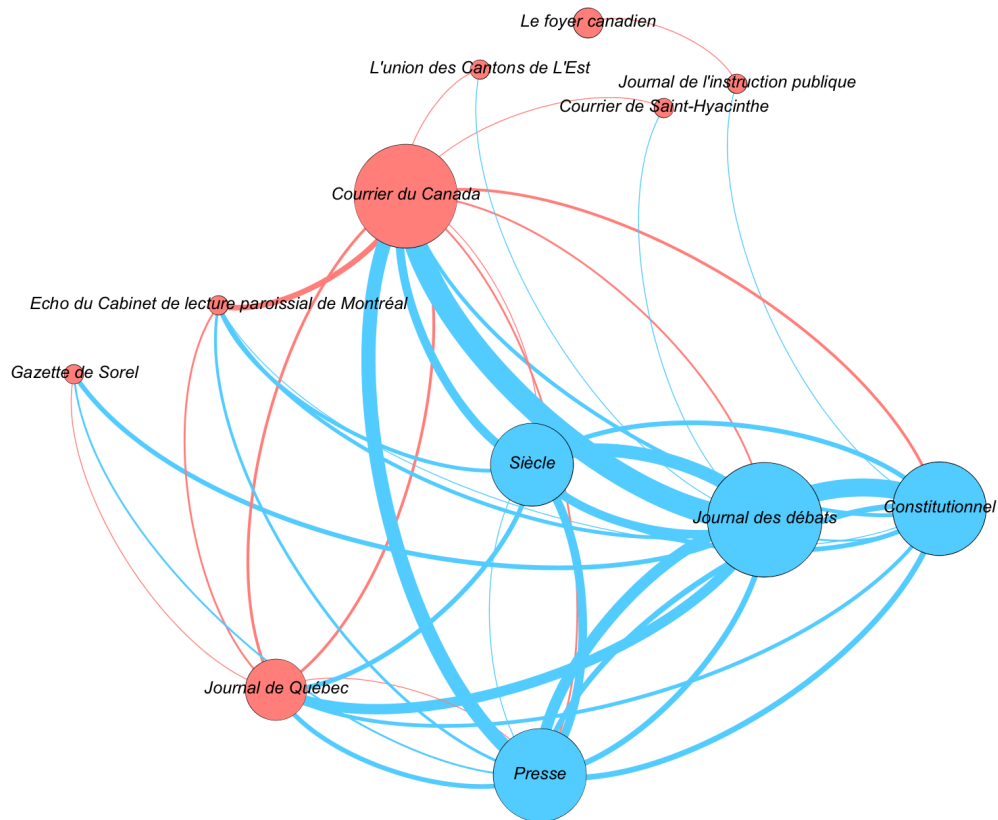 Le foyer canadien
L'union des Cantons de L'Est
Journal de l'instruction publique
Courrier de Saint-Hyacinthe
Courrier du Canada
Echo du Cabinet de lecture paroissial de Montréal
Gazette de Sorel
Siècle
Constitutionnel
Journal des débats
Journal de Québec
Presse